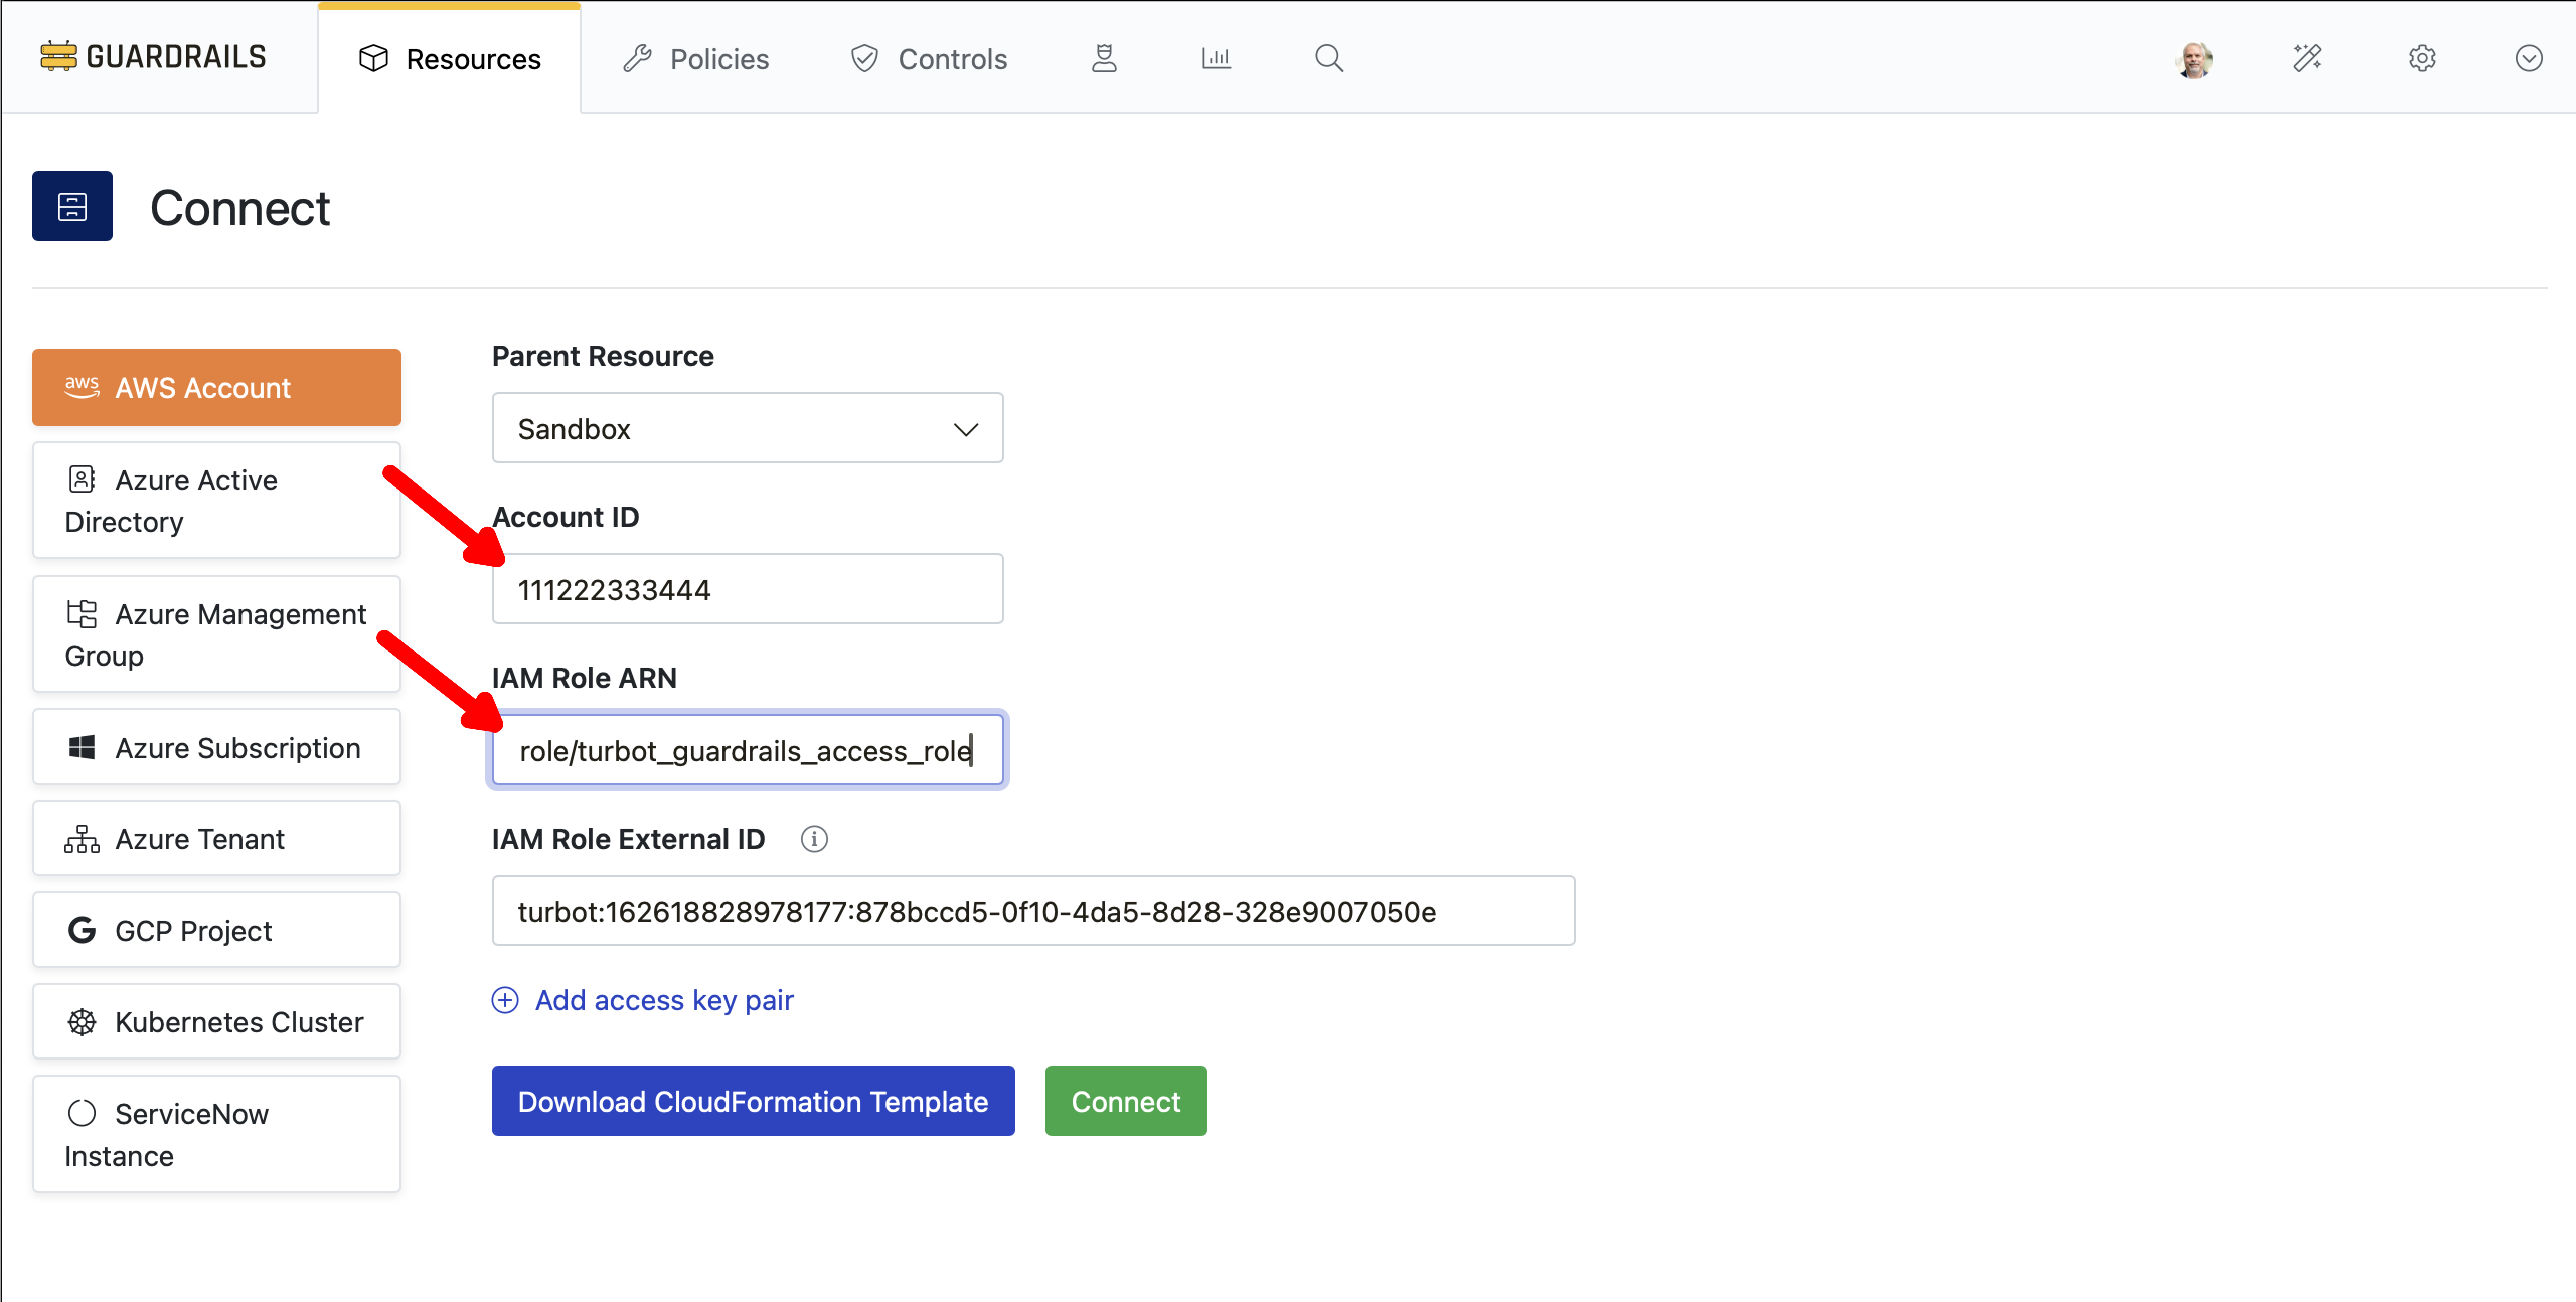 GUARDRAILS
Resources
Policies
Controls
Connect
aws AWS Account
Azure Active
Directory
Azure Management
Group
Azure Subscription
Azure Tenant
GCP Project
Kubernetes Cluster
ServiceNow
Instance
Parent Resource
Sandbox
Account ID
111222333444
IAM Role ARN
role/turbot_guardrails_access_role
IAM Role External ID
turbot:162618828978177:878bccd5-0f10-4da5-8d28-328e9007050e
Add access key pair
Download CloudFormation Template
Connect